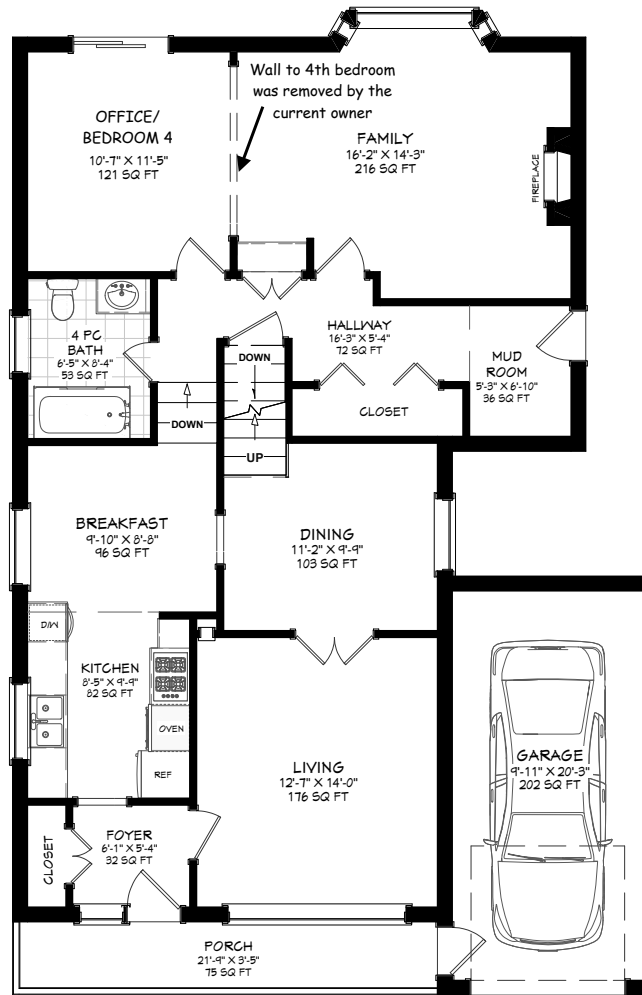 Wall to 4th bedroom
was removed by the
current owner
OFFICE/
BEDROOM 4
10'-7" X 11'-5"
121 SQ FT
FAMILY
16'-2" X 14'-3"
216 SQ FT
FIREPLACE
4 PC
BATH
6'-5" X 8'-4"
53 SQ FT
HALLWAY
16'-3" X 5'-4"
72 SQ FT
MUD
ROOM
5'-3" X 6'-10"
36 SQ FT
DOWN
CLOSET
DOWN
UP
BREAKFAST
9'-10" X 8'-8"
96 SQ FT
DINING
11'-2" X 9'-9"
103 SQ FT
D/W
KITCHEN
8'-5" X 9'-9"
82 SQ FT
OVEN
REF
LIVING
12'-7" X 14'-0"
176 SQ FT
GARAGE
9'-11" X 20'-3"
202 SQ FT
CLOSET
FOYER
6'-1" X 5'-4"
32 SQ FT
PORCH
21'-9" X 3'-5"
75 SQ FT